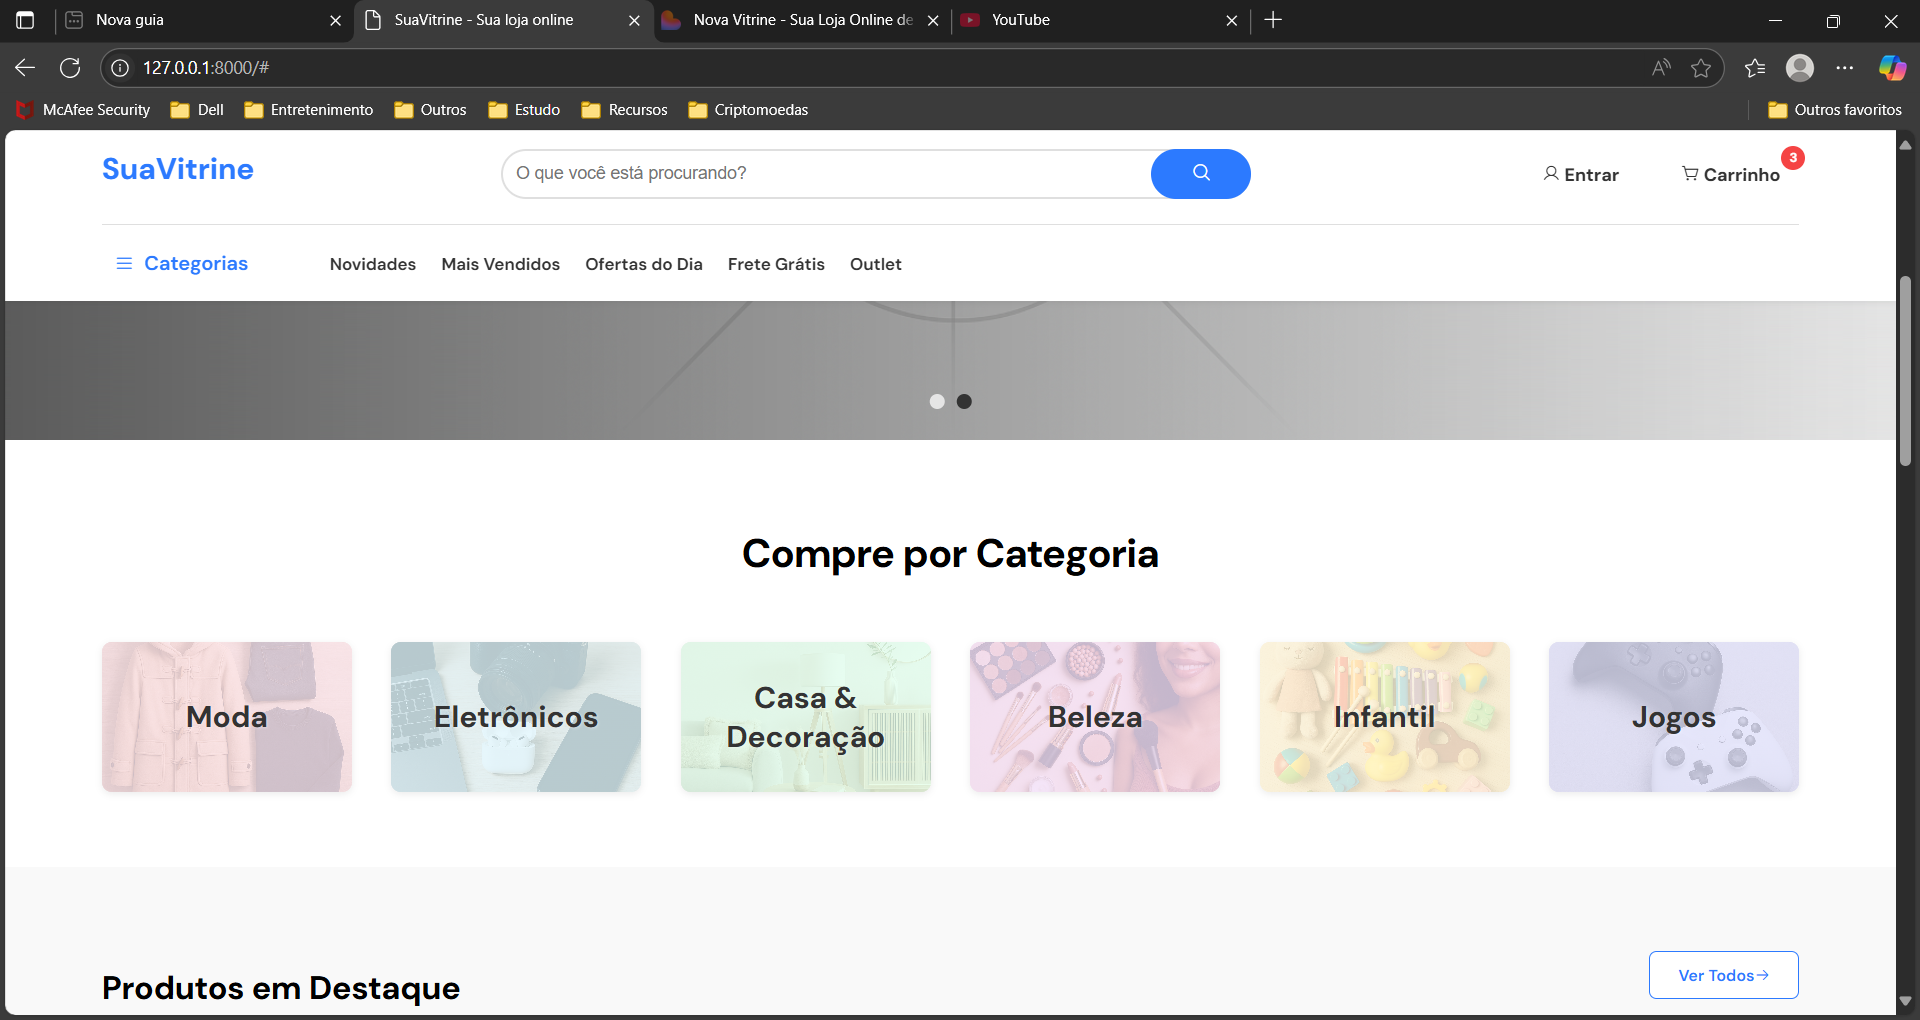 Nova guia
SuaVitrine - Sua loja online
Nova Vitrine - Sua Loja Online de
YouTube
127.0.0.1:8000/#
McAfee Security
Dell
Entretenimento
Outros
Estudo
Recursos
Criptomoedas
Outros favoritos
SuaVitrine
O que você está procurando?
Entrar
Carrinho
3
Categorias
Novidades
Mais Vendidos
Ofertas do Dia
Frete Grátis
Outlet
Compre por Categoria
Moda
Eletrônicos
Casa &
Decoração
Beleza
Infantil
Jogos
Produtos em Destaque
Ver Todos→